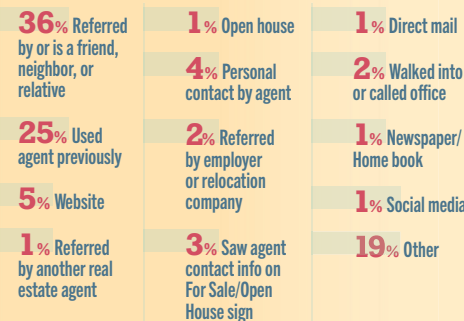 36% Referred
by or is a friend,
neighbor, or
relative
25% Used
agent previously
5% Website
1% Referred
by another real
estate agent
1% Open house
4% Personal
contact by agent
2% Referred
by employer
or relocation
company
3% Saw agent
contact info on
For Sale/Open
House sign
1% Direct mail
2% Walked into
or called office
1% Newspaper/
Home book
1% Social media
19% Other